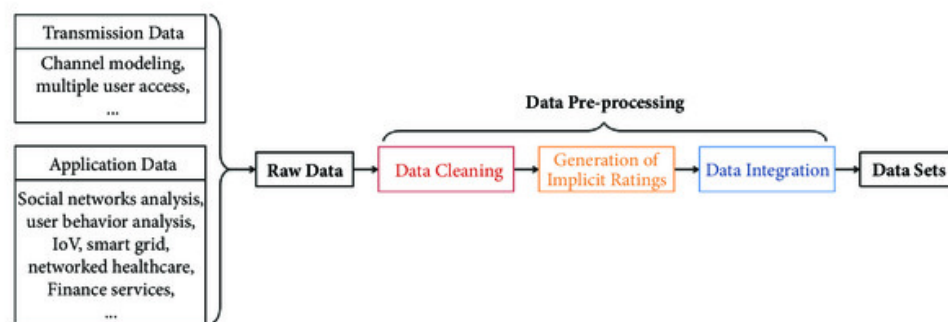 Transmission Data
Channel modeling,
multiple user access,
...
Application Data
Social networks analysis,
user behavior analysis,
IoV, smart grid,
networked healthcare,
Finance services,
...
Raw Data
Data Pre-processing
Data Cleaning
Generation of
Implicit Ratings
Data Integration
Data Sets